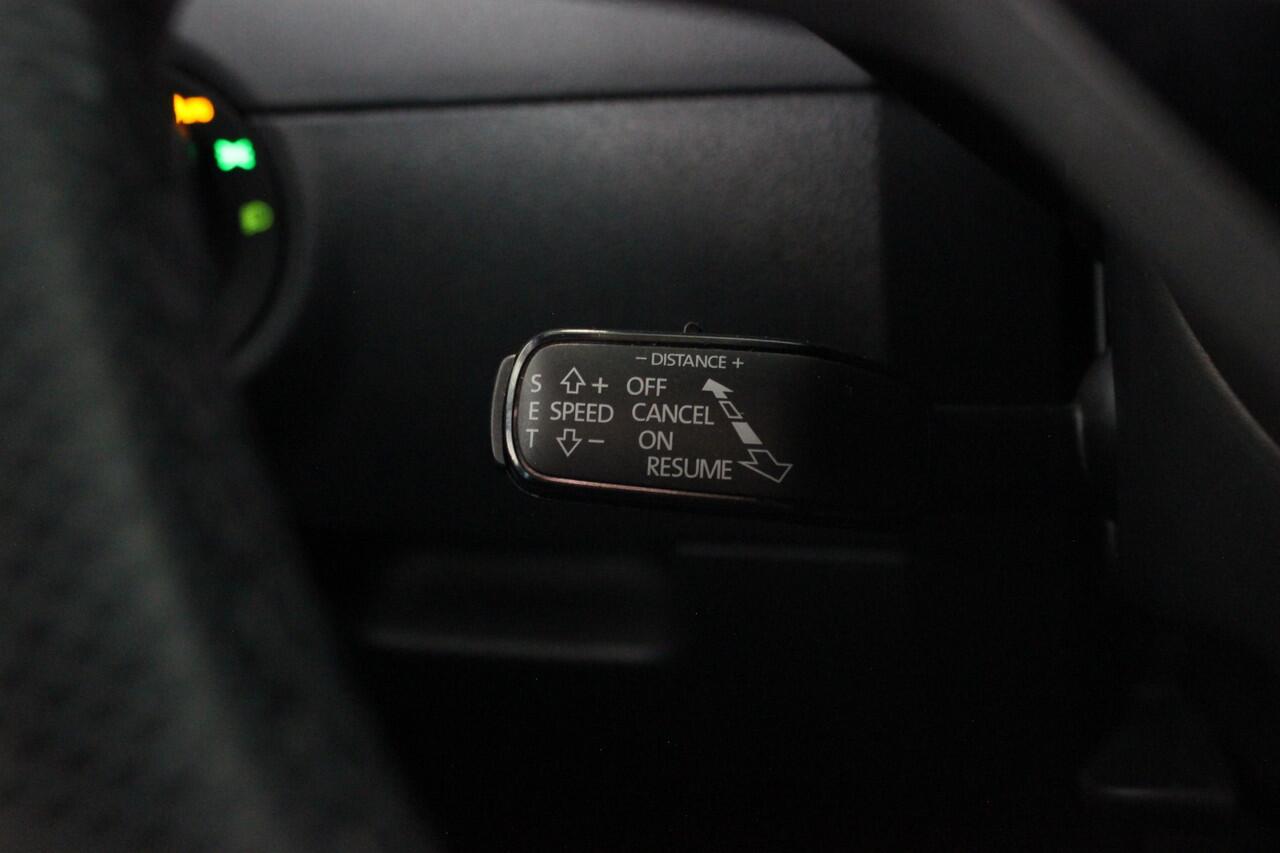 – DISTANCE +
S + OFF
E SPEED CANCEL
T – ON
RESUME